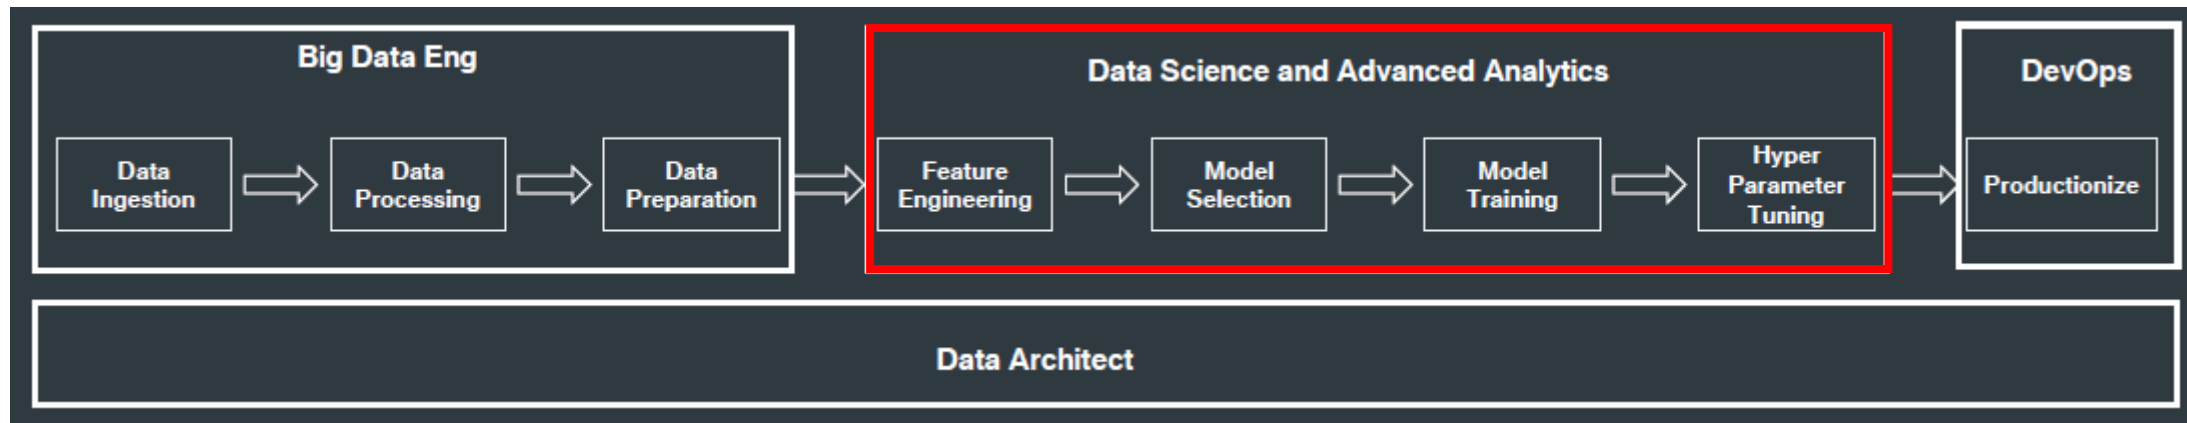 Big Data Eng
Data
Ingestion
Data
Processing
Data
Preparation
Data Science and Advanced Analytics
Feature
Engineering
Model
Selection
Model
Training
Hyper
Parameter
Tuning
DevOps
Productionize
Data Architect